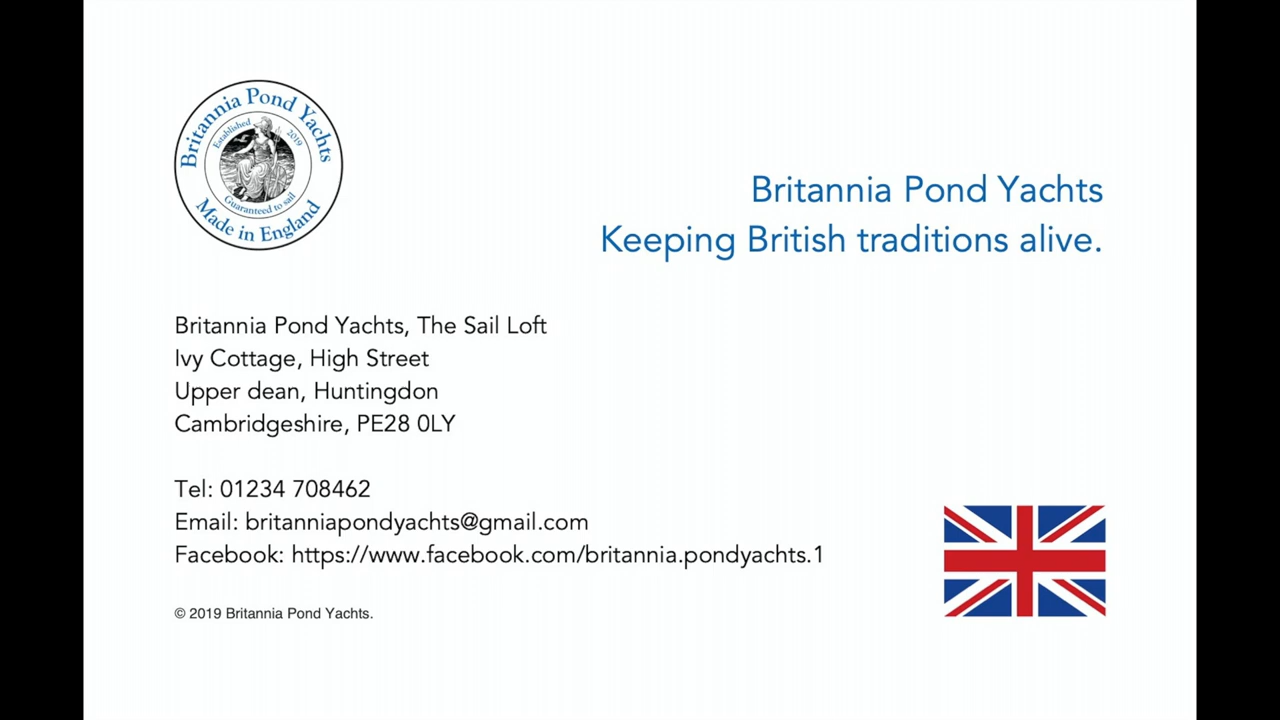 Britannia Pond Yachts
Established 2019
Guaranteed to sail
Made in England
Britannia Pond Yachts
Keeping British traditions alive.
Britannia Pond Yachts, The Sail Loft
Ivy Cottage, High Street
Upper dean, Huntingdon
Cambridgeshire, PE28 0LY
Tel: 01234 708462
Email: britanniapondyachts@gmail.com
Facebook: https://www.facebook.com/britannia.pondyachts.1
© 2019 Britannia Pond Yachts.